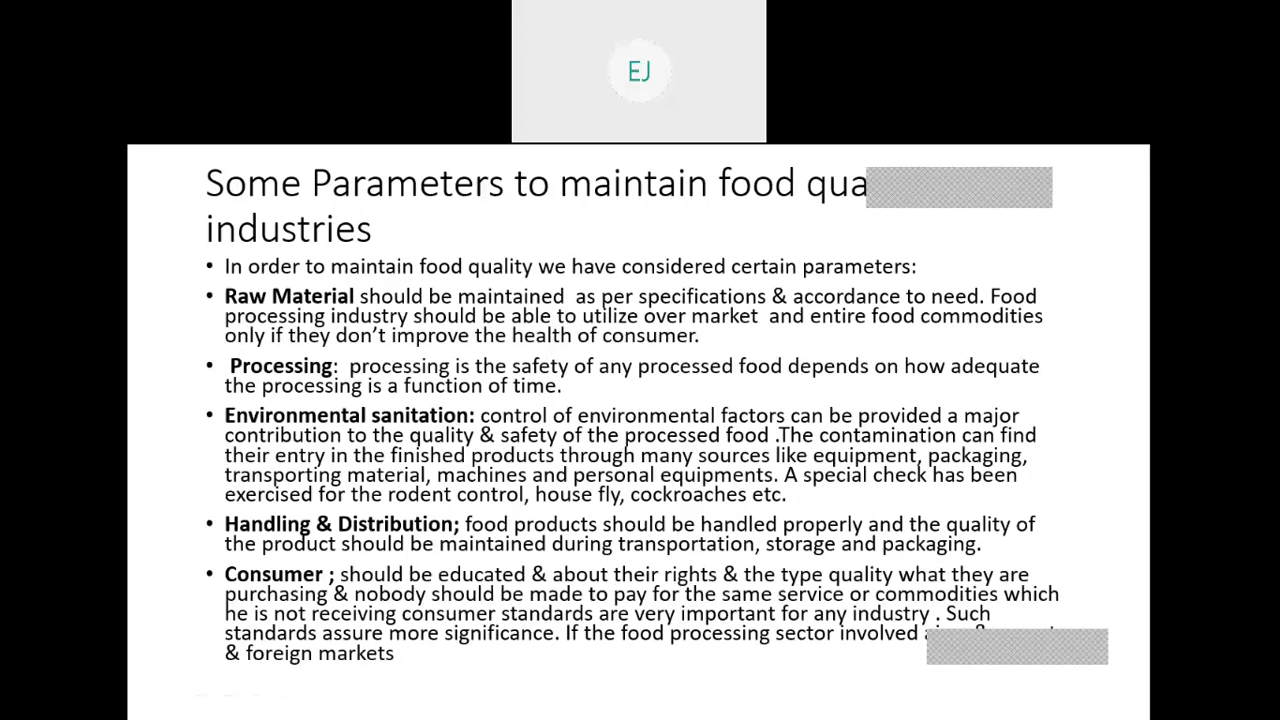 EJ
Some Parameters to maintain food
industries
• In order to maintain food quality we have considered certain parameters:
• Raw Material should be maintained as per specifications & accordance to need. Food
processing industry should be able to utilize over market and entire food commodities
only if they don’t improve the health of consumer.
• Processing: processing is the safety of any processed food depends on how adequate
the processing is a function of time.
• Environmental sanitation: control of environmental factors can be provided a major
contribution to the quality & safety of the processed food .The contamination can find
their entry in the finished products through many sources like equipment, packaging,
transporting material, machines and personal equipments. A special check has been
exercised for the rodent control, house fly, cockroaches etc.
• Handling & Distribution; food products should be handled properly and the quality of
the product should be maintained during transportation, storage and packaging.
• Consumer ; should be educated & about their rights & the type quality what they are
purchasing & nobody should be made to pay for the same service or commodities which
he is not receiving consumer standards are very important for any industry . Such
standards assure more significance. If the food processing sector involved
& foreign markets